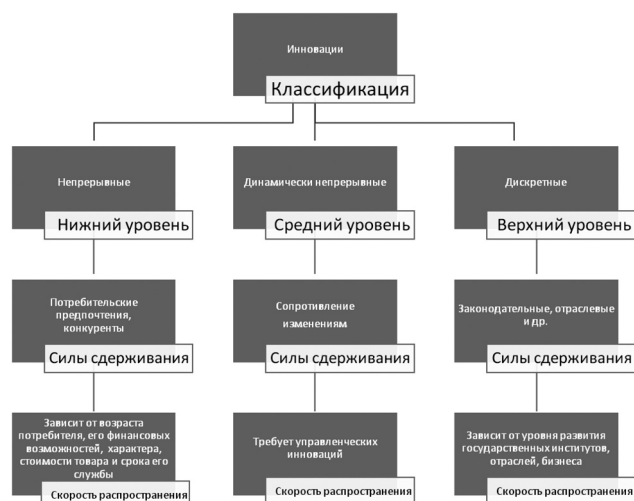 Инновации
Классификация
Непрерывные
Нижний уровень
Динамически непрерывные
Средний уровень
Дискретные
Верхний уровень
Потребительские
предпочтения,
конкуренты
Силы сдерживания
Сопротивление
изменениям
Силы сдерживания
Законодательные, отраслевые
и др.
Силы сдерживания
Зависит от возраста
потребителя, его финансовых
возможностей, характера,
стоимости товара и срока его
службы
Скорость распространения
Требует управленческих
инноваций
Скорость распространения
Зависит от уровня развития
государственных институтов,
отраслей, бизнеса
Скорость распространения